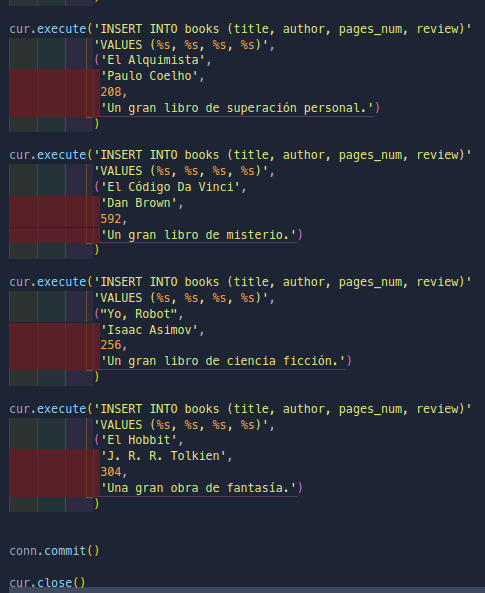 cur.execute('INSERT INTO books (title, author, pages_num, review)'
'VALUES (%s, %s, %s, %s)',
('El Alquimista',
'Paulo Coelho',
208,
'Un gran libro de superación personal.')
)
cur.execute('INSERT INTO books (title, author, pages_num, review)'
'VALUES (%s, %s, %s, %s)',
('El Código Da Vinci',
'Dan Brown',
592,
'Un gran libro de misterio.')
)
cur.execute('INSERT INTO books (title, author, pages_num, review)'
'VALUES (%s, %s, %s, %s)',
("Yo, Robot",
'Isaac Asimov',
256,
'Un gran libro de ciencia ficción.')
)
cur.execute('INSERT INTO books (title, author, pages_num, review)'
'VALUES (%s, %s, %s, %s)',
('El Hobbit',
'J. R. R. Tolkien',
304,
'Una gran obra de fantasía.')
)
conn.commit()
cur.close()